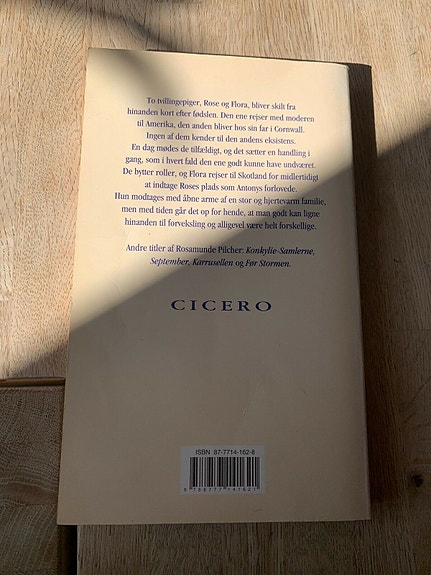 To tvillingepiger, Rose og Flora, bliver skilt fra
hinanden kort efter fødslen. Den ene rejser med moderen
til Amerika, den anden bliver hos sin far i Cornwall.
Ingen af dem kender til den andens eksistens.
En dag mødes de tilfældigt, og det sætter en handling i
gang, som i hvert fald den ene godt kunne have undværet.
De bytter roller, og Flora rejser til Skotland for midlertidigt
at indtage Roses plads som Antonys forlovede.
Hun modtages med åbne arme af en stor og hjertevarm familie,
men med tiden går det op for hende, at man godt kan ligne
hinanden til forveksling og alligevel være helt forskellige.
Andre titler af Rosamunde Pilcher: Konkylie-Samlerne,
September, Karrusellen og Før Stormen.
CICERO
ISBN 87-7714-162-8
9 788777 141621